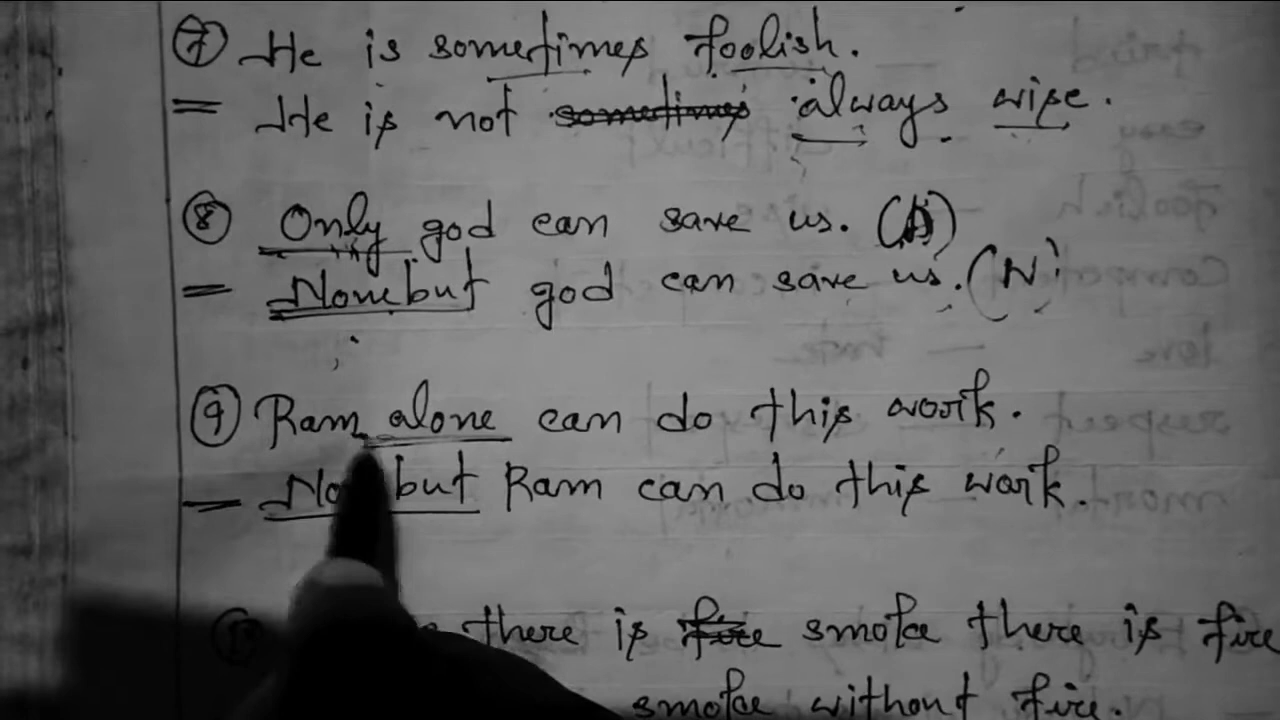 ⑦ He is sometimes foolish.
= He is not sometimes always wise.
⑧ Only god can save us. (A)
= None but god can save us. (N)
⑨ Ram alone can do this work.
= but Ram can do this work.
there is fire smoke there is fire
smoke without fire.